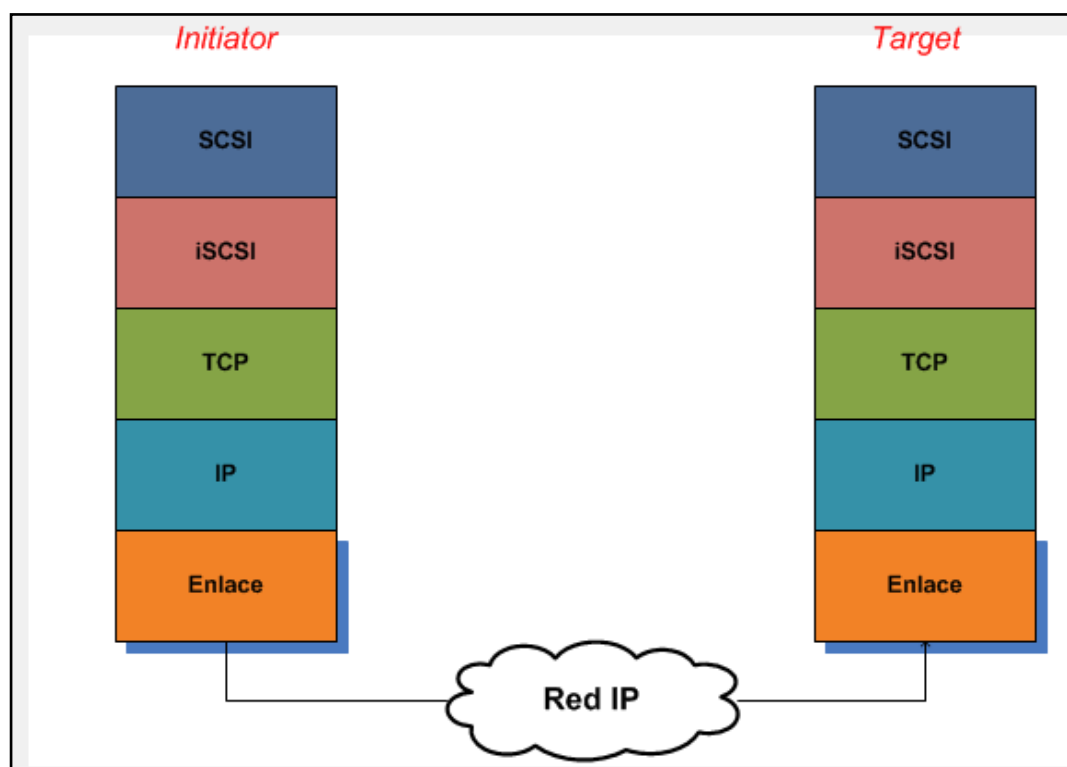 Initiator
Target
SCSI
SCSI
iSCSI
iSCSI
TCP
TCP
IP
IP
Enlace
Enlace
Red IP